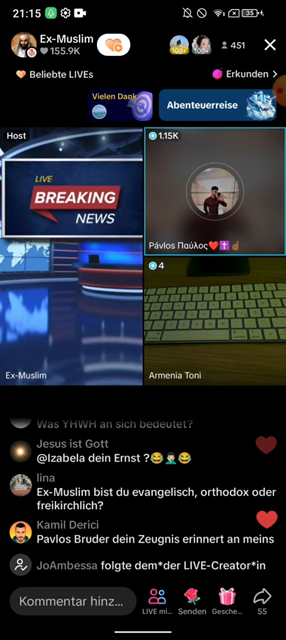 21:15
35
Ex-Muslim
155.9K
100+
100+
451
Beliebte LIVEs
Erkunden
Vielen Dank
Abenteuerreise
Host
LIVE
BREAKING
NEWS
Ex-Muslim
1.15K
Pávlos Παύλος❤️✝️☝🏽
4
Armenia Toni
Was YHWH an sich bedeutet?
Jesus ist Gott
@Izabela dein Ernst ?😂🤦🏻‍♂️😂
lina
Ex-Muslim bist du evangelisch, orthodox oder
freikirchlich?
Kamil Derici
Pavlos Bruder dein Zeugnis erinnert an meins
JoAmbessa folgte dem*der LIVE-Creator*in
Kommentar hinz...
LIVE mi...
Senden
Gesche...
55